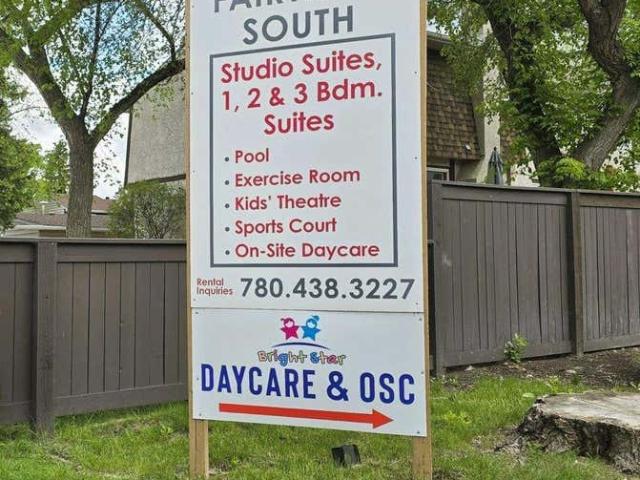 SOUTH
Studio Suites,
1, 2 & 3 Bdm.
Suites
• Pool
• Exercise Room
• Kids' Theatre
• Sports Court
• On-Site Daycare
Rental
Inquiries 780.438.3227
Bright Star
DAYCARE & OSC